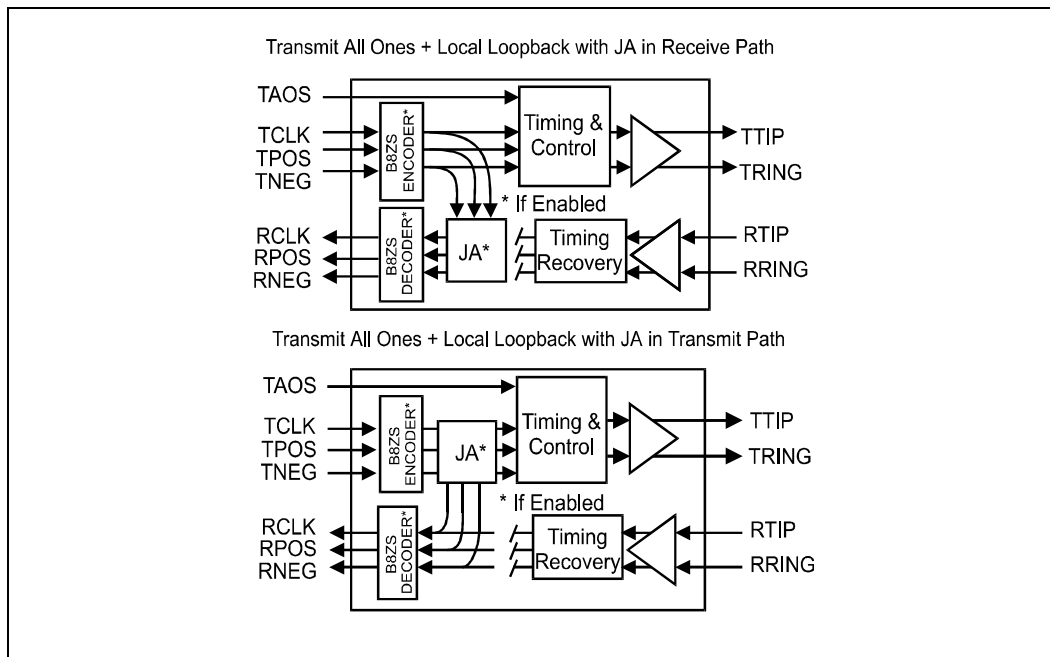 Transmit All Ones + Local Loopback with JA in Receive Path
TAOS
TCLK
TPOS
TNEG
B8ZS
ENCODER*
Timing &
Control
TTIP
TRING
* If Enabled
RCLK
RPOS
RNEG
B8ZS
DECODER*
JA*
Timing
Recovery
RTIP
RRING
Transmit All Ones + Local Loopback with JA in Transmit Path
TAOS
TCLK
TPOS
TNEG
B8ZS
ENCODER*
JA*
Timing &
Control
TTIP
TRING
* If Enabled
RCLK
RPOS
RNEG
B8ZS
DECODER*
Timing
Recovery
RTIP
RRING